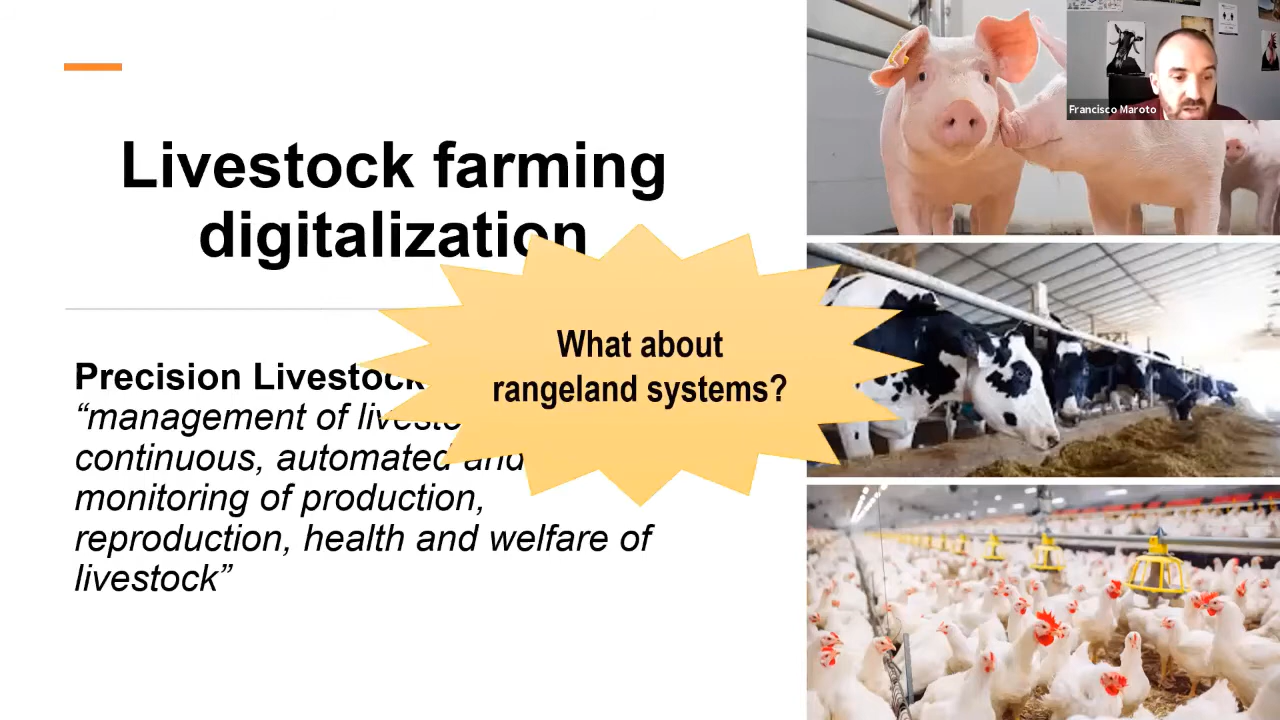 Livestock farming
digitalization
Precision Livestock
“management of livesto
continuous, automated and
monitoring of production,
reproduction, health and welfare of
livestock”
What about
rangeland systems?
Francisco Maroto